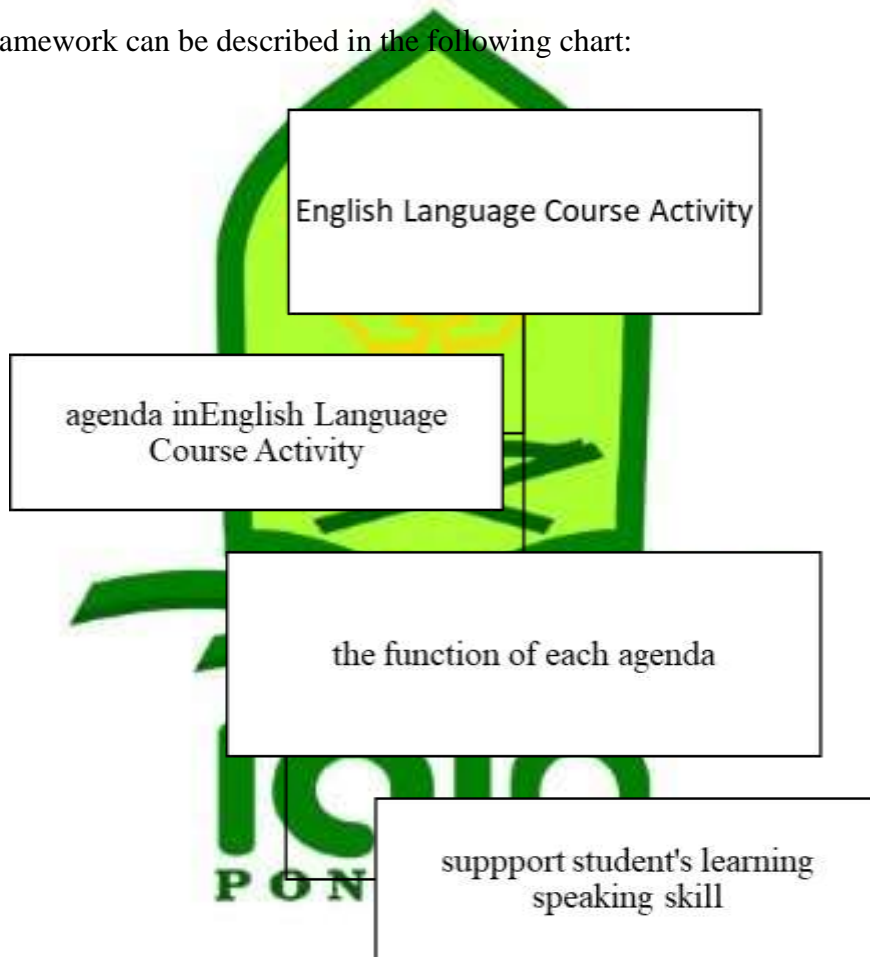 amework can be described in the following chart:
English Language Course Activity
agenda inEnglish Language
Course Activity
the function of each agenda
suppport student's learning
speaking skill
PON